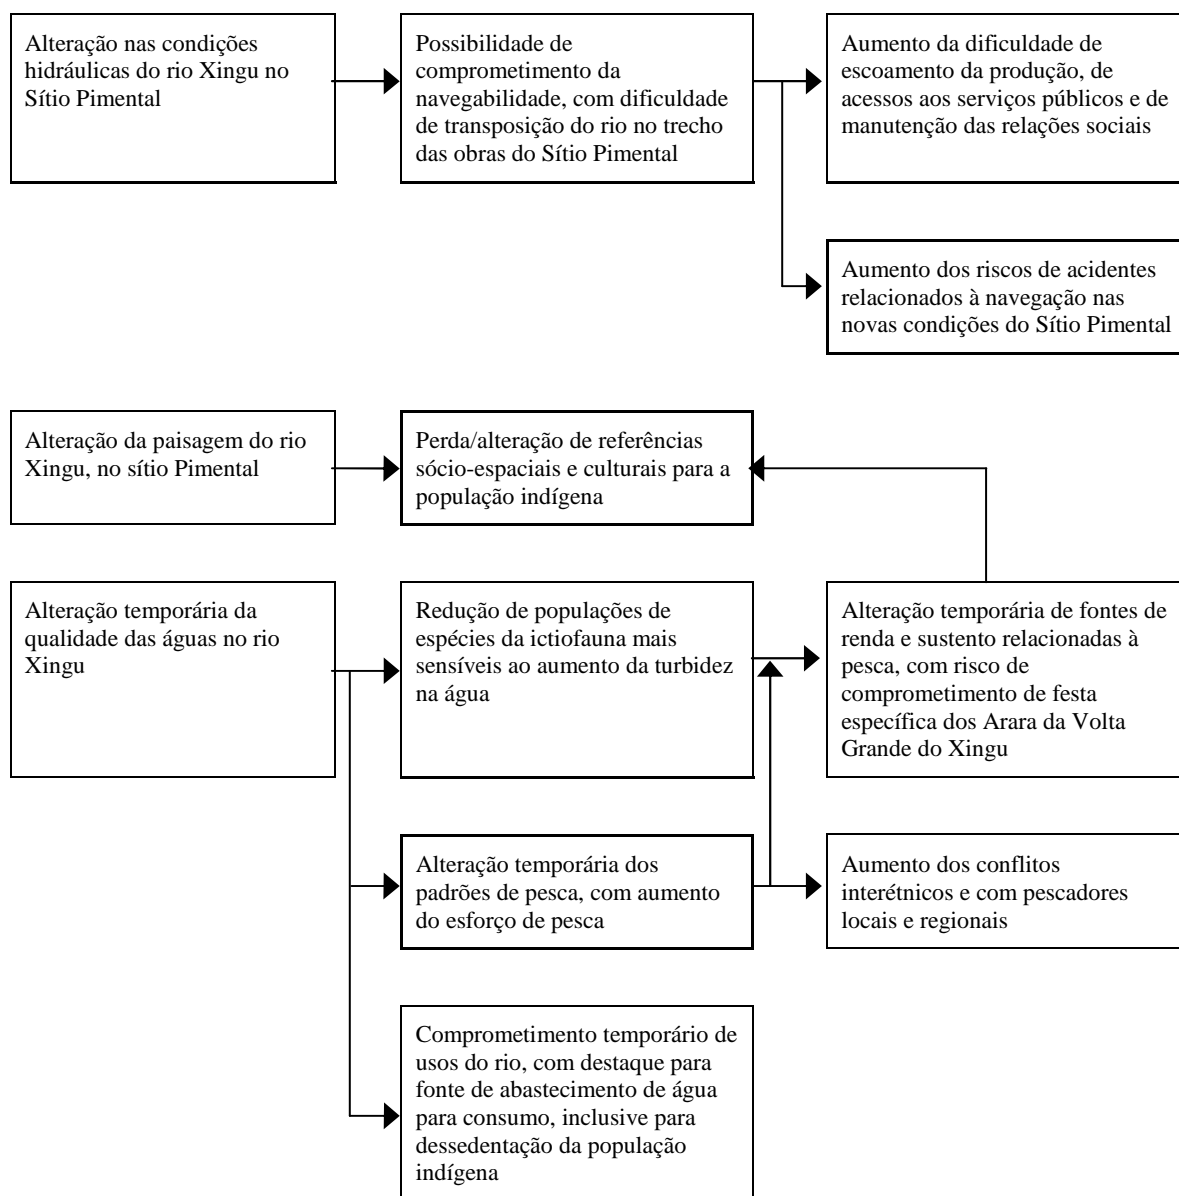 Alteração nas condições
hidráulicas do rio Xingu no
Sítio Pimental
Possibilidade de
comprometimento da
navegabilidade, com dificuldade
de transposição do rio no trecho
das obras do Sítio Pimental
Aumento da dificuldade de
escoamento da produção, de
acessos aos serviços públicos e de
manutenção das relações sociais
Aumento dos riscos de acidentes
relacionados à navegação nas
novas condições do Sítio Pimental
Alteração da paisagem do rio
Xingu, no sítio Pimental
Perda/alteração de referências
sócio-espaciais e culturais para a
população indígena
Alteração temporária da
qualidade das águas no rio
Xingu
Redução de populações de
espécies da ictiofauna mais
sensíveis ao aumento da turbidez
na água
Alteração temporária de fontes de
renda e sustento relacionadas à
pesca, com risco de
comprometimento de festa
específica dos Arara da Volta
Grande do Xingu
Alteração temporária dos
padrões de pesca, com aumento
do esforço de pesca
Aumento dos conflitos
interétnicos e com pescadores
locais e regionais
Comprometimento temporário de
usos do rio, com destaque para
fonte de abastecimento de água
para consumo, inclusive para
dessedentação da população
indígena